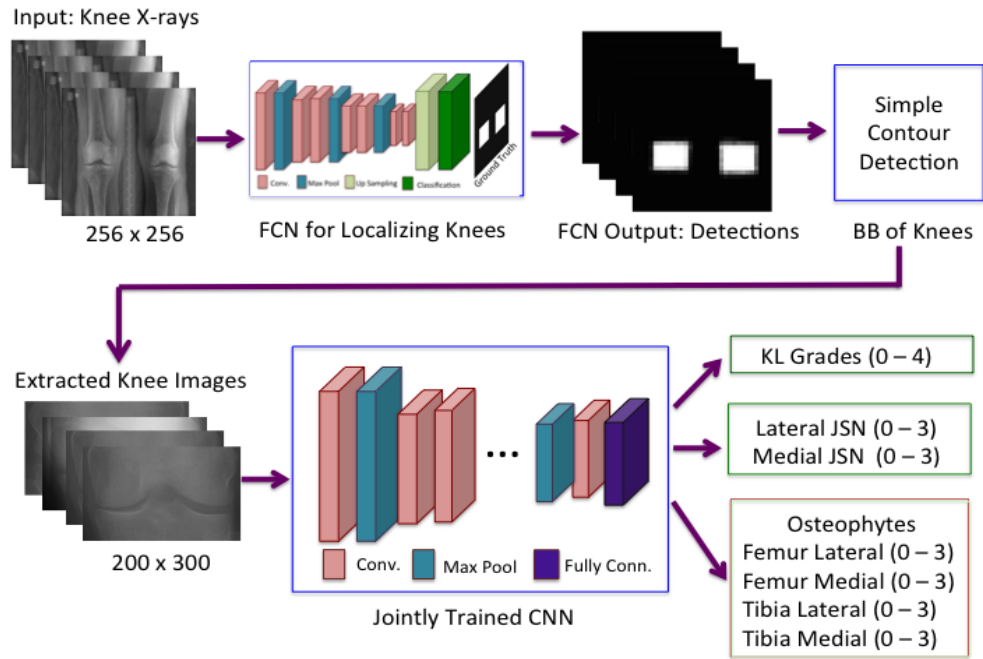 Input: Knee X-rays
256 x 256
Conv.
Max Pool
Up Sampling
Classification
Ground Truth
FCN for Localizing Knees
FCN Output: Detections
Simple
Contour
Detection
BB of Knees
Extracted Knee Images
200 x 300
...
Conv.
Max Pool
Fully Conn.
Jointly Trained CNN
KL Grades (0 – 4)
Lateral JSN (0 – 3)
Medial JSN (0 – 3)
Osteophytes
Femur Lateral (0 – 3)
Femur Medial (0 – 3)
Tibia Lateral (0 – 3)
Tibia Medial (0 – 3)